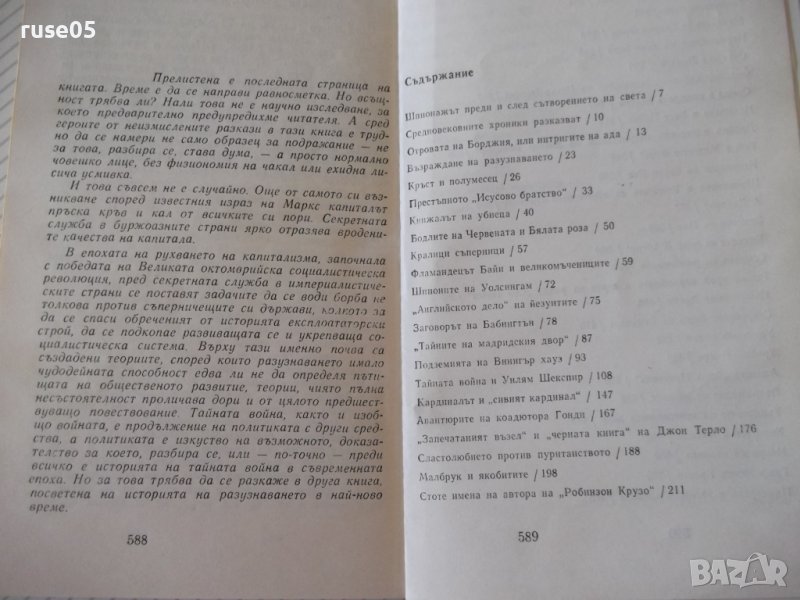 ruse05
Прелистена е последната страница на
книгата. Време е да се направи равносметка. Но всъщ-
ност трябва ли? Нали това не е научно изследване, за
което предварително предупредихме читателя. А сред
героите от неизмислените разкази в тази книга е труд-
но да се намери не само образец за подражание — не
за това, разбира се, става дума, — а просто нормално
човешко лице, без физиономия на чакал или ехидна ли-
сича усмивка.
И това съвсем не е случайно. Още от самото си въз-
никване според известния израз на Маркс капиталът
пръска кръв и кал от всичките си пори. Секретната
служба в буржоазните страни ярко отразява вродени-
те качества на капитала.
В епохата на рухването на капитализма, започнала
с победата на Великата октомврийска социалистическа
революция, пред секретната служба в империалистиче-
ските страни се поставят задачите да се води борба не
толкова против съперничещите си държави, колкото за
да се спаси обреченият от историята експлоататорски
строй, да се подкопае развиващата се и укрепваща со-
циалистическа система. Върху тази именно почва са
създадени теориите, според които разузнаването имало
чудодейната способност едва ли не да определя пъти-
щата на общественото развитие, теории, чиято пълна
несъстоятелност проличава дори и от цялото предшест-
вуващо повествование. Тайната война, както и изоб-
що войната, е продължение на политиката с други сред-
ства, а политиката е изкуство на възможното, доказа-
телство за което, разбира се, или — по-точно — преди
всичко е историята на тайната война в съвременната
епоха. Но за това трябва да се разкаже в друга книга,
посветена на историята на разузнаването в най-ново
време.
588
Съдържание
Шпионажът преди и след сътворението на света / 7
Средновековните хроники разказват / 10
Отровата на Борджия, или интригите на ада / 13
Възраждане на разузнаването / 23
Кръст и полумесец / 26
Престъпното „Исусово братство“ / 33
Кинжалът на убиеца / 40
Бодлите на Червената и Бялата роза / 50
Кралици съпернички / 57
Фламандецът Байи и великомъчениците / 59
Шпионите на Уолсингам / 72
„Английското дело“ на йезуитите / 75
Заговорът на Бабингтън / 78
„Тайните на мадридския двор“ / 87
Подземията на Винигър хауз / 93
Тайната война и Уилям Шекспир / 108
Кардиналът и „сивият кардинал“ / 147
Авантюрите на коадютора Гонди / 167
„Запечатаният възел“ и „черната книга“ на Джон Терло / 176
Сластолюбието против пуританството / 188
Малбрук и якобитите / 198
Стоте имена на автора на „Робинзон Крузо“ / 211
589
BAZAR